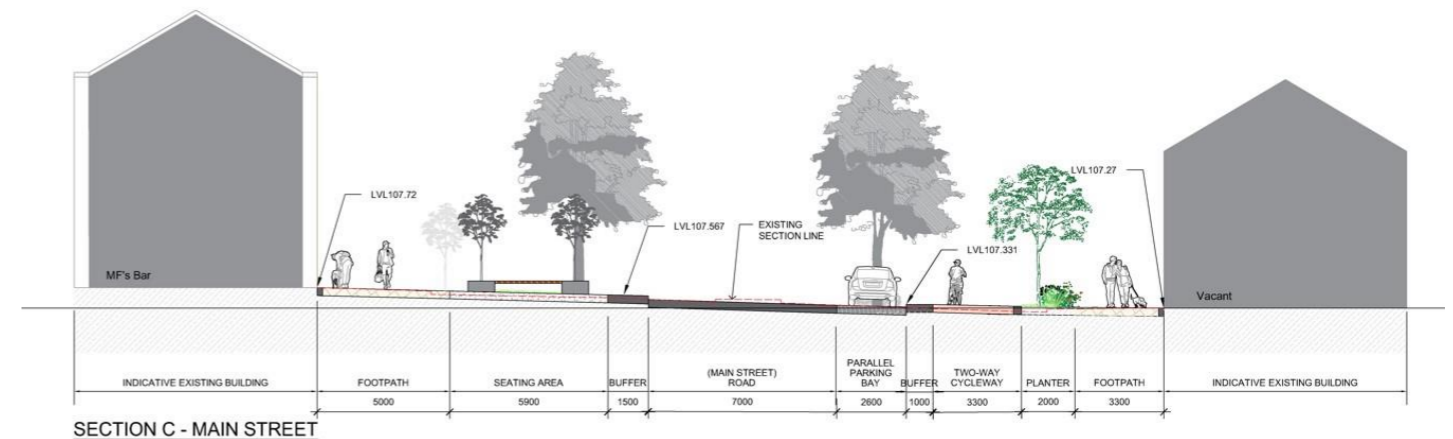 LVL107.27
LVL107.72
LVL107.567
EXISTING
SECTION LINE
LVL107.331
MF's Bar
Vacant
INDICATIVE EXISTING BUILDING
FOOTPATH
SEATING AREA
BUFFER
(MAIN STREET)
ROAD
PARALLEL
PARKING
BAY
BUFFER
TWO-WAY
CYCLEWAY
PLANTER
FOOTPATH
INDICATIVE EXISTING BUILDING
5000
5900
1500
7000
2600
1000
3300
2000
3300
SECTION C - MAIN STREET